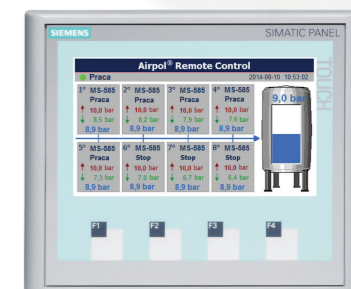 SIEMENS
SIMATIC PANEL
TOUCH
Airpol® Remote Control
Praca
2014-08-10 10:53:02
1° MS-585
Praca
10,0 bar
8,5 bar
8,9 bar
2° MS-585
Praca
10,0 bar
8,2 bar
8,9 bar
3° MS-585
Praca
10,0 bar
7,9 bar
8,9 bar
4° MS-585
Praca
10,0 bar
7,6 bar
8,9 bar
9,0 bar
5° MS-585
Praca
10,0 bar
7,3 bar
8,9 bar
6° MS-585
Stop
10,0 bar
7,0 bar
8,9 bar
7° MS-585
Stop
10,0 bar
6,7 bar
8,9 bar
8° MS-585
Stop
10,0 bar
6,4 bar
8,9 bar
F1
F2
F3
F4